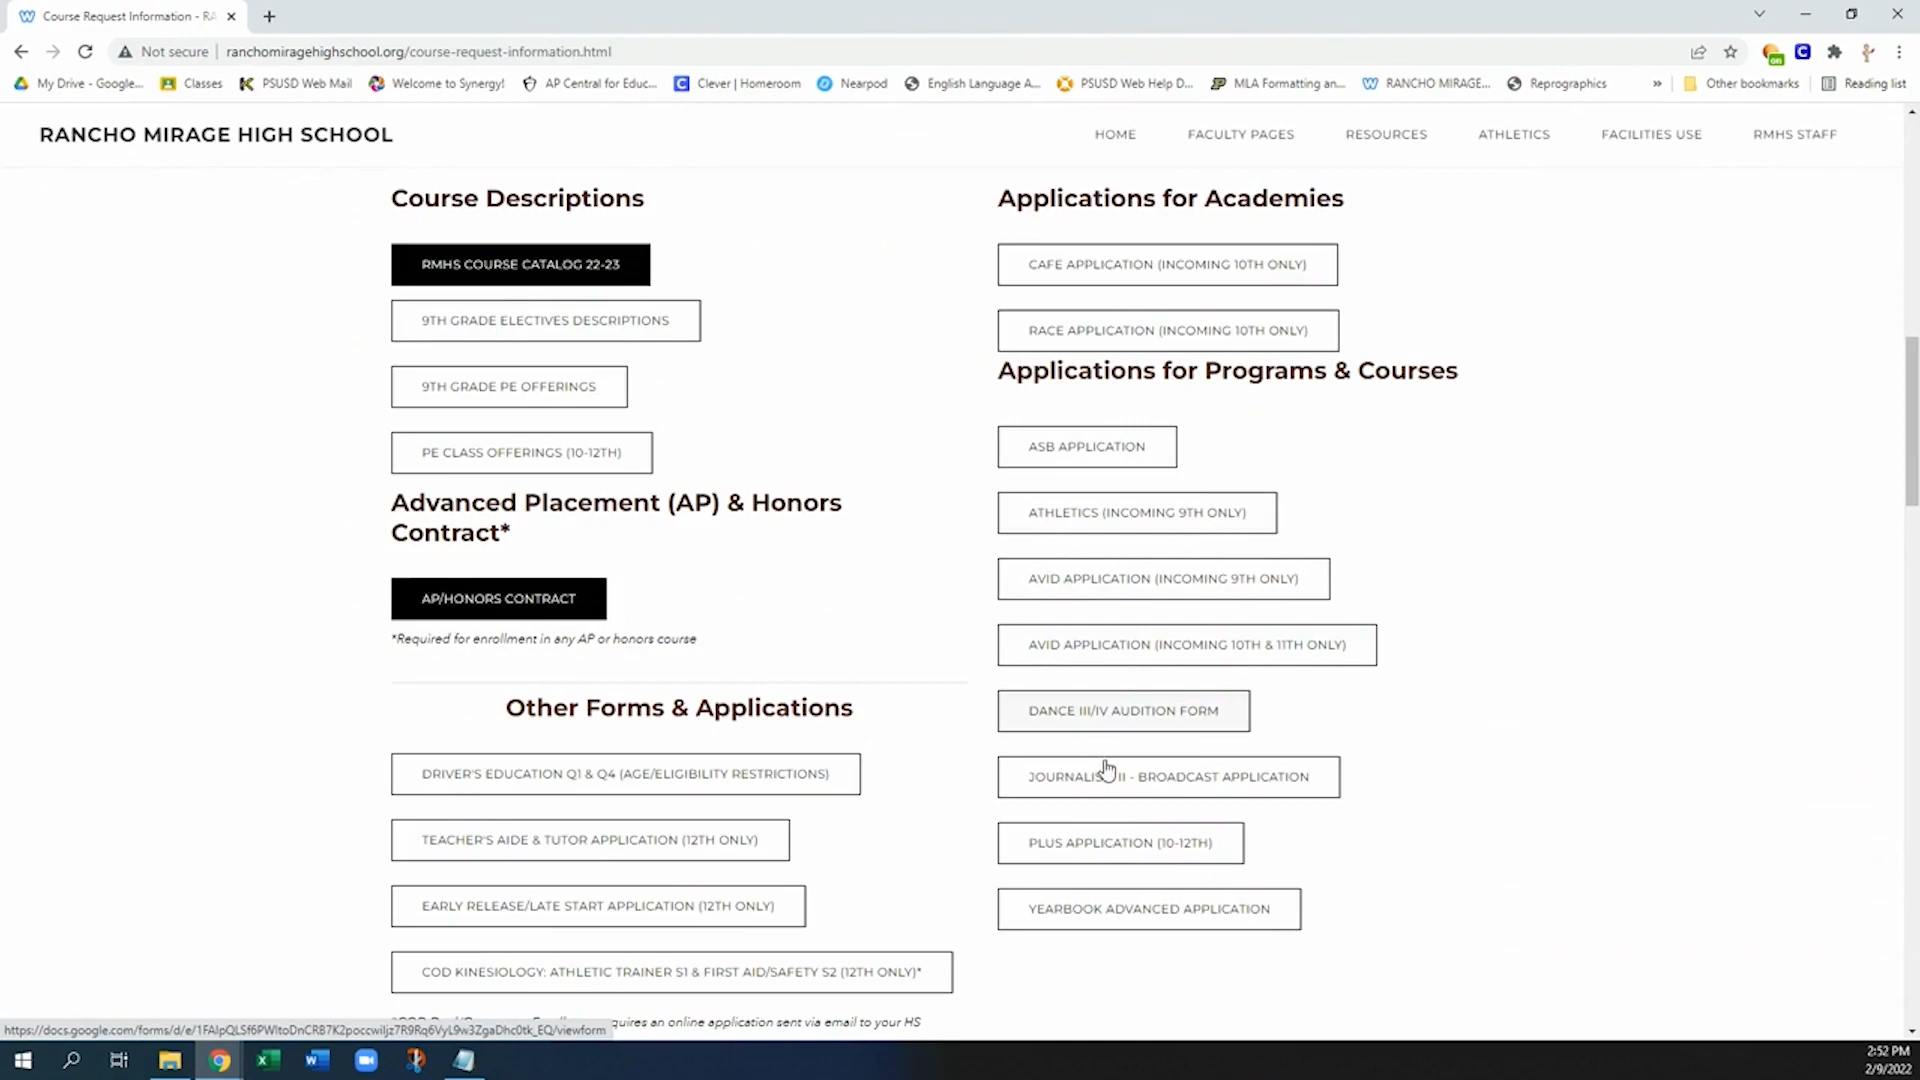 Course Request Information - RA
Not secure
ranchomiragehighschool.org/course-request-information.html
on
My Drive - Google...
Classes
PSUSD Web Mail
Welcome to Synergy!
AP Central for Educ...
Clever | Homeroom
Nearpod
English Language A...
PSUSD Web Help D...
MLA Formatting an...
RANCHO MIRAGE...
Reprographics
»
Other bookmarks
Reading list
RANCHO MIRAGE HIGH SCHOOL
HOME
FACULTY PAGES
RESOURCES
ATHLETICS
FACILITIES USE
RMHS STAFF
Course Descriptions
RMHS COURSE CATALOG 22-23
9TH GRADE ELECTIVES DESCRIPTIONS
9TH GRADE PE OFFERINGS
PE CLASS OFFERINGS (10-12TH)
Advanced Placement (AP) & Honors
Contract*
AP/HONORS CONTRACT
*Required for enrollment in any AP or honors course
Other Forms & Applications
DRIVER'S EDUCATION Q1 & Q4 (AGE/ELIGIBILITY RESTRICTIONS)
TEACHER'S AIDE & TUTOR APPLICATION (12TH ONLY)
EARLY RELEASE/LATE START APPLICATION (12TH ONLY)
COD KINESIOLOGY: ATHLETIC TRAINER S1 & FIRST AID/SAFETY S2 (12TH ONLY)*
an online application sent via email to your HS
Applications for Academies
CAFE APPLICATION (INCOMING 10TH ONLY)
RACE APPLICATION (INCOMING 10TH ONLY)
Applications for Programs & Courses
ASB APPLICATION
ATHLETICS (INCOMING 9TH ONLY)
AVID APPLICATION (INCOMING 9TH ONLY)
AVID APPLICATION (INCOMING 10TH & 11TH ONLY)
DANCE III/IV AUDITION FORM
JOURNALISM II - BROADCAST APPLICATION
PLUS APPLICATION (10-12TH)
YEARBOOK ADVANCED APPLICATION
2:52 PM
2/9/2022